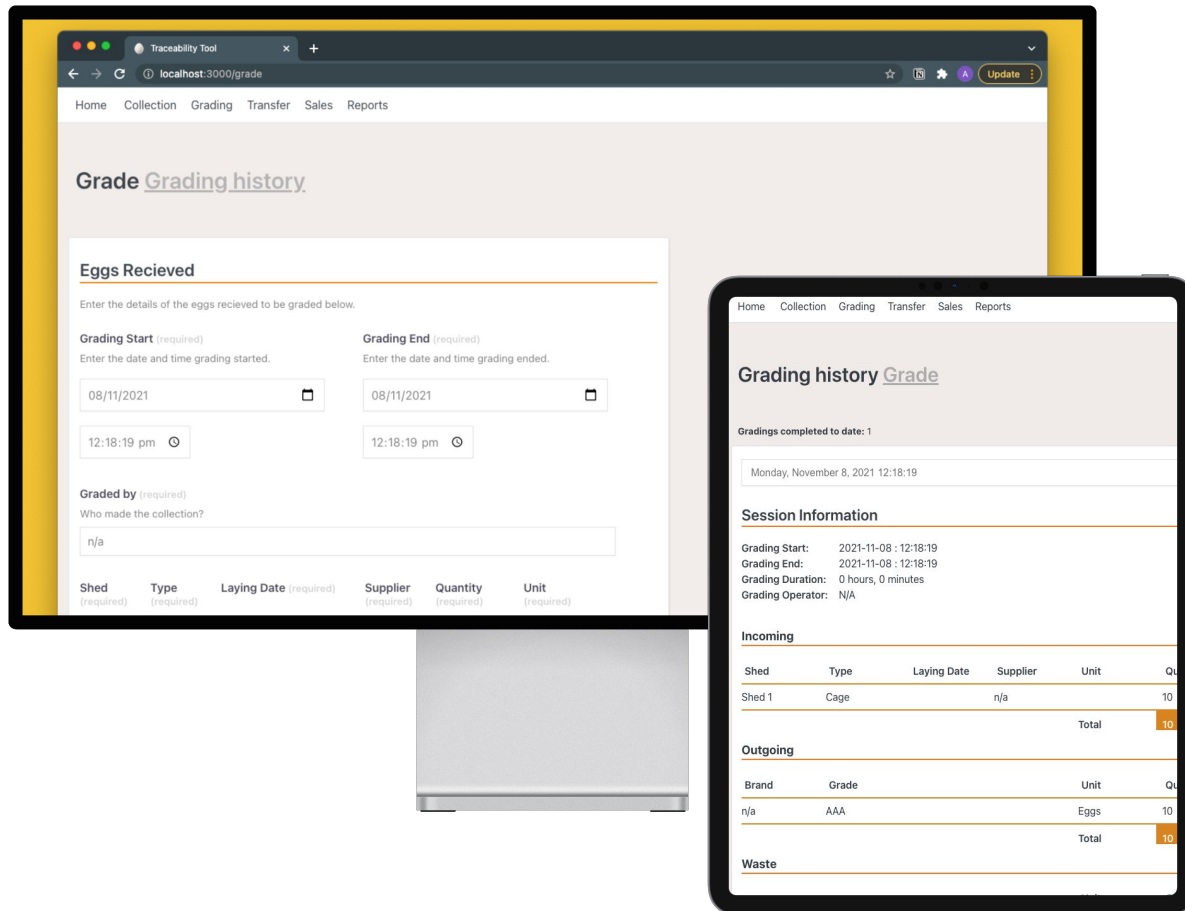 Traceability Tool
localhost:3000/grade
A
Update
Home Collection Grading Transfer Sales Reports
Grade Grading history
Eggs Recieved
Enter the details of the eggs recieved to be graded below.
Grading Start (required) Grading End (required)
Enter the date and time grading started. Enter the date and time grading ended.
08/11/2021 08/11/2021
12:18:19 pm 12:18:19 pm
Graded by (required)
Who made the collection?
n/a
Shed Type Laying Date (required) Supplier Quantity Unit
(required) (required) (required) (required) (required)
Home Collection Grading Transfer Sales Reports
Grading history Grade
Gradings completed to date: 1
Monday, November 8, 2021 12:18:19
Session Information
Grading Start: 2021-11-08 : 12:18:19
Grading End: 2021-11-08 : 12:18:19
Grading Duration: 0 hours, 0 minutes
Grading Operator: N/A
Incoming
Shed Type Laying Date Supplier Unit Qu
Shed 1 Cage n/a 10
Total 10
Outgoing
Brand Grade Unit Qu
n/a AAA Eggs 10
Total 10
Waste